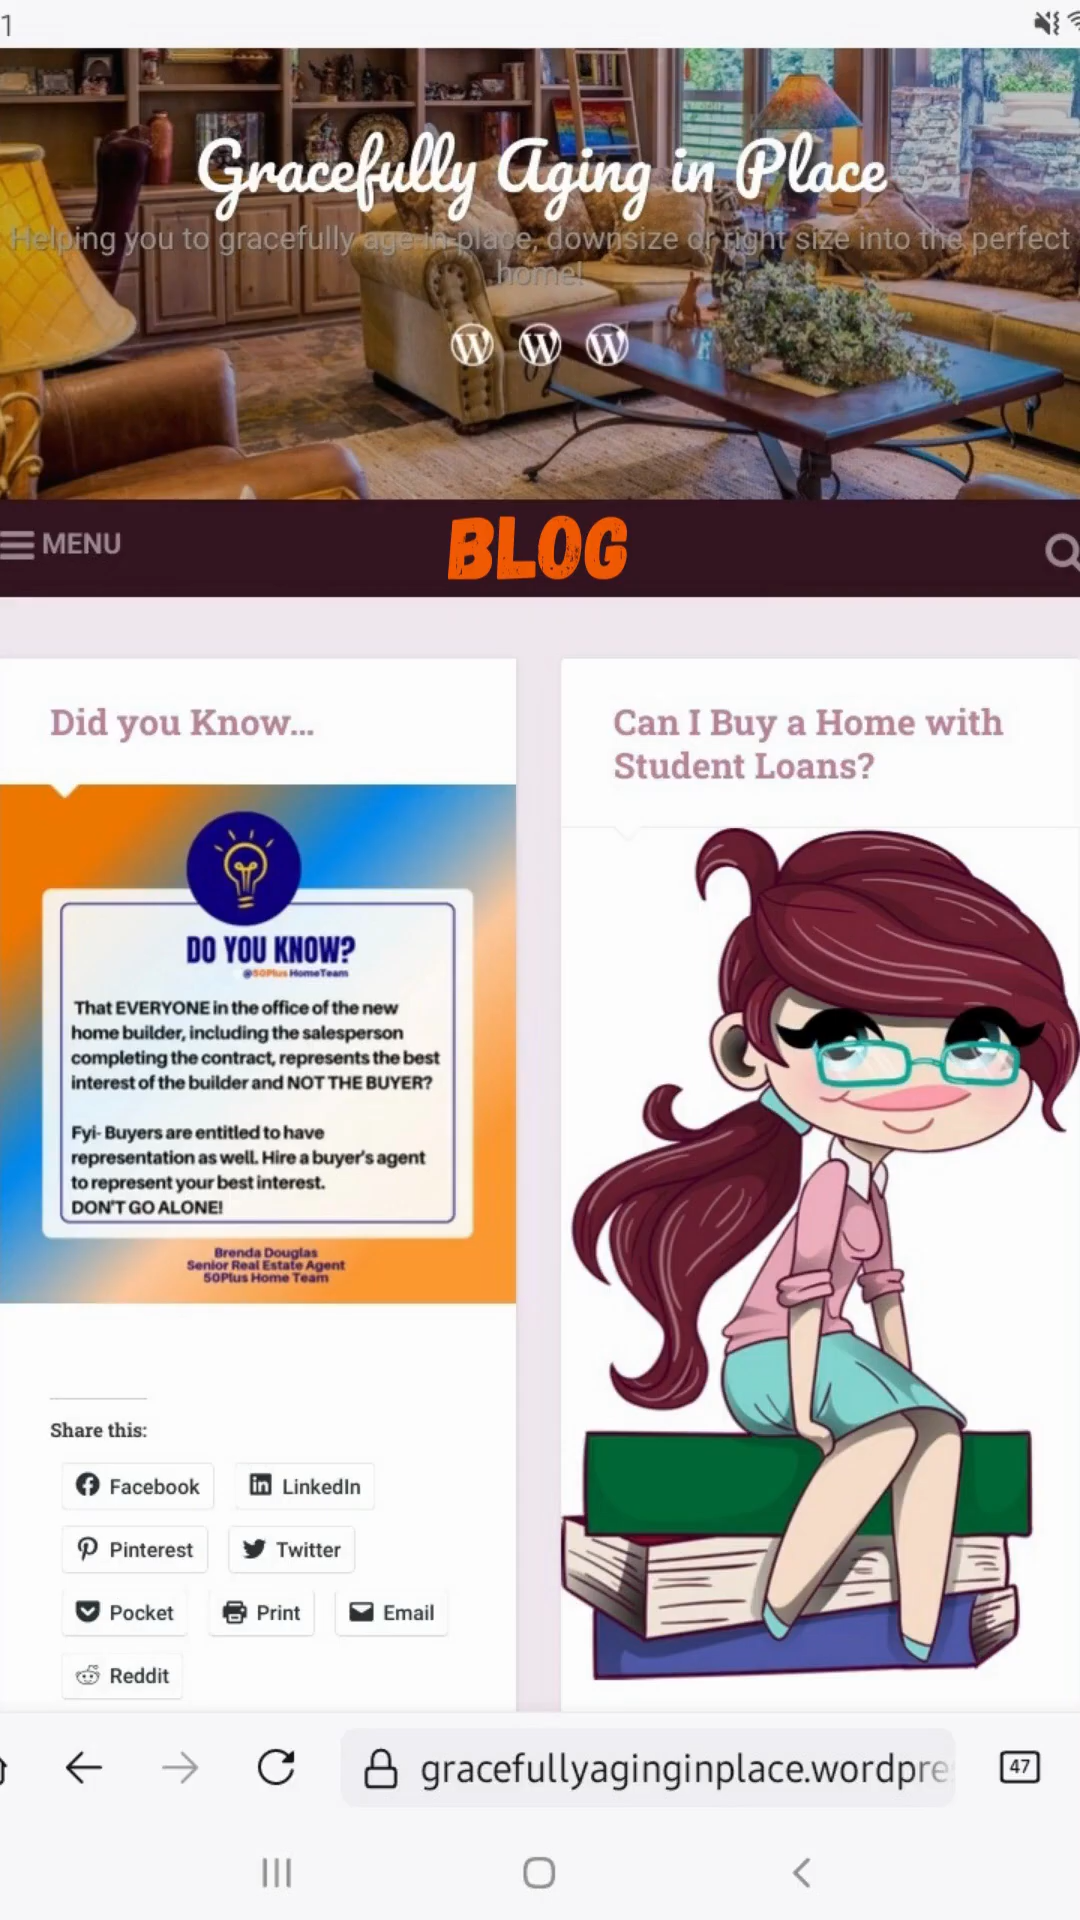 1
Gracefully Aging in Place
Helping you to gracefully age-in-place, downsize or right size into the perfect
home!
MENU
BLOG
Did you Know...
Can I Buy a Home with
Student Loans?
DO YOU KNOW?
@50Plus HomeTeam
That EVERYONE in the office of the new
home builder, including the salesperson
completing the contract, represents the best
interest of the builder and NOT THE BUYER?
Fyi- Buyers are entitled to have
representation as well. Hire a buyer's agent
to represent your best interest.
DON'T GO ALONE!
Brenda Douglas
Senior Real Estate Agent
50Plus Home Team
Share this:
Facebook
LinkedIn
Pinterest
Twitter
Pocket
Print
Email
Reddit
gracefullyaginginplace.wordpre
47